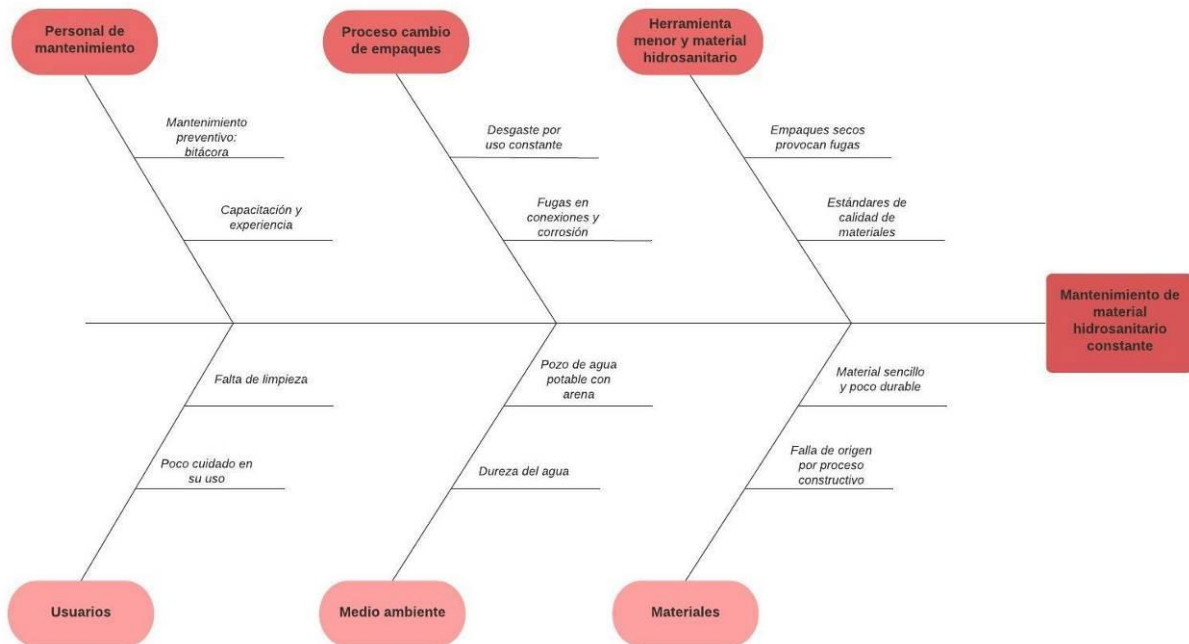 Personal de
mantenimiento
Proceso cambio
de empaques
Herramienta
menor y material
hidrosanitario
Mantenimiento
preventivo:
bitácora
Desgaste por
uso constante
Empaques secos
provocan fugas
Capacitación y
experiencia
Fugas en
conexiones y
corrosión
Estándares de
calidad de
materiales
Mantenimiento de
material
hidrosanitario
constante
Falta de limpieza
Pozo de agua
potable con
arena
Material sencillo
y poco durable
Poco cuidado en
su uso
Dureza del agua
Falla de origen
por proceso
constructivo
Usuarios
Medio ambiente
Materiales